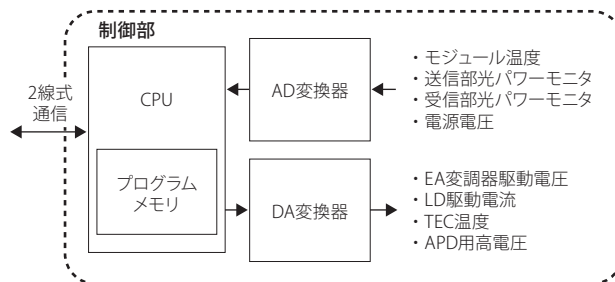 制御部
2線式
通信
CPU
プログラム
メモリ
AD変換器
・モジュール温度
・送信部光パワーモニタ
・受信部光パワーモニタ
・電源電圧
DA変換器
・EA変調器駆動電圧
・LD駆動電流
・TEC温度
・APD用高電圧